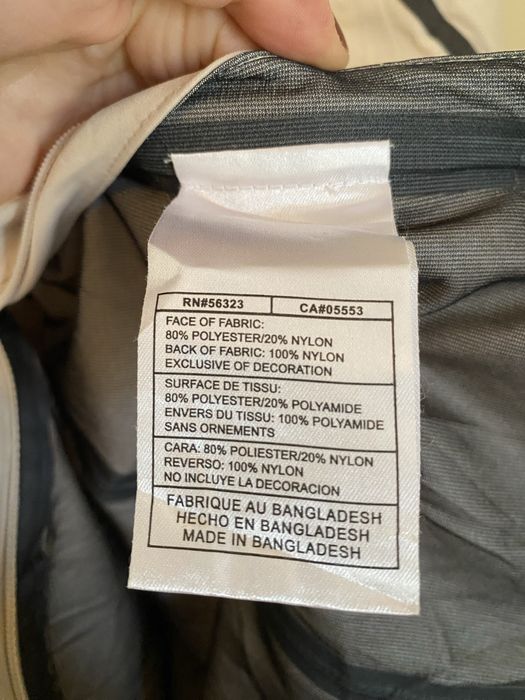 RN#56323 CA#05553
FACE OF FABRIC:
80% POLYESTER/20% NYLON
BACK OF FABRIC: 100% NYLON
EXCLUSIVE OF DECORATION
SURFACE DE TISSU:
80% POLYESTER/20% POLYAMIDE
ENVERS DU TISSU: 100% POLYAMIDE
SANS ORNEMENTS
CARA: 80% POLYESTER/20% NYLON
REVERSO: 100% NYLON
NO INCLUYE LA DECORACION
FABRIQUE AU BANGLADESH
HECHO EN BANGLADESH
MADE IN BANGLADESH